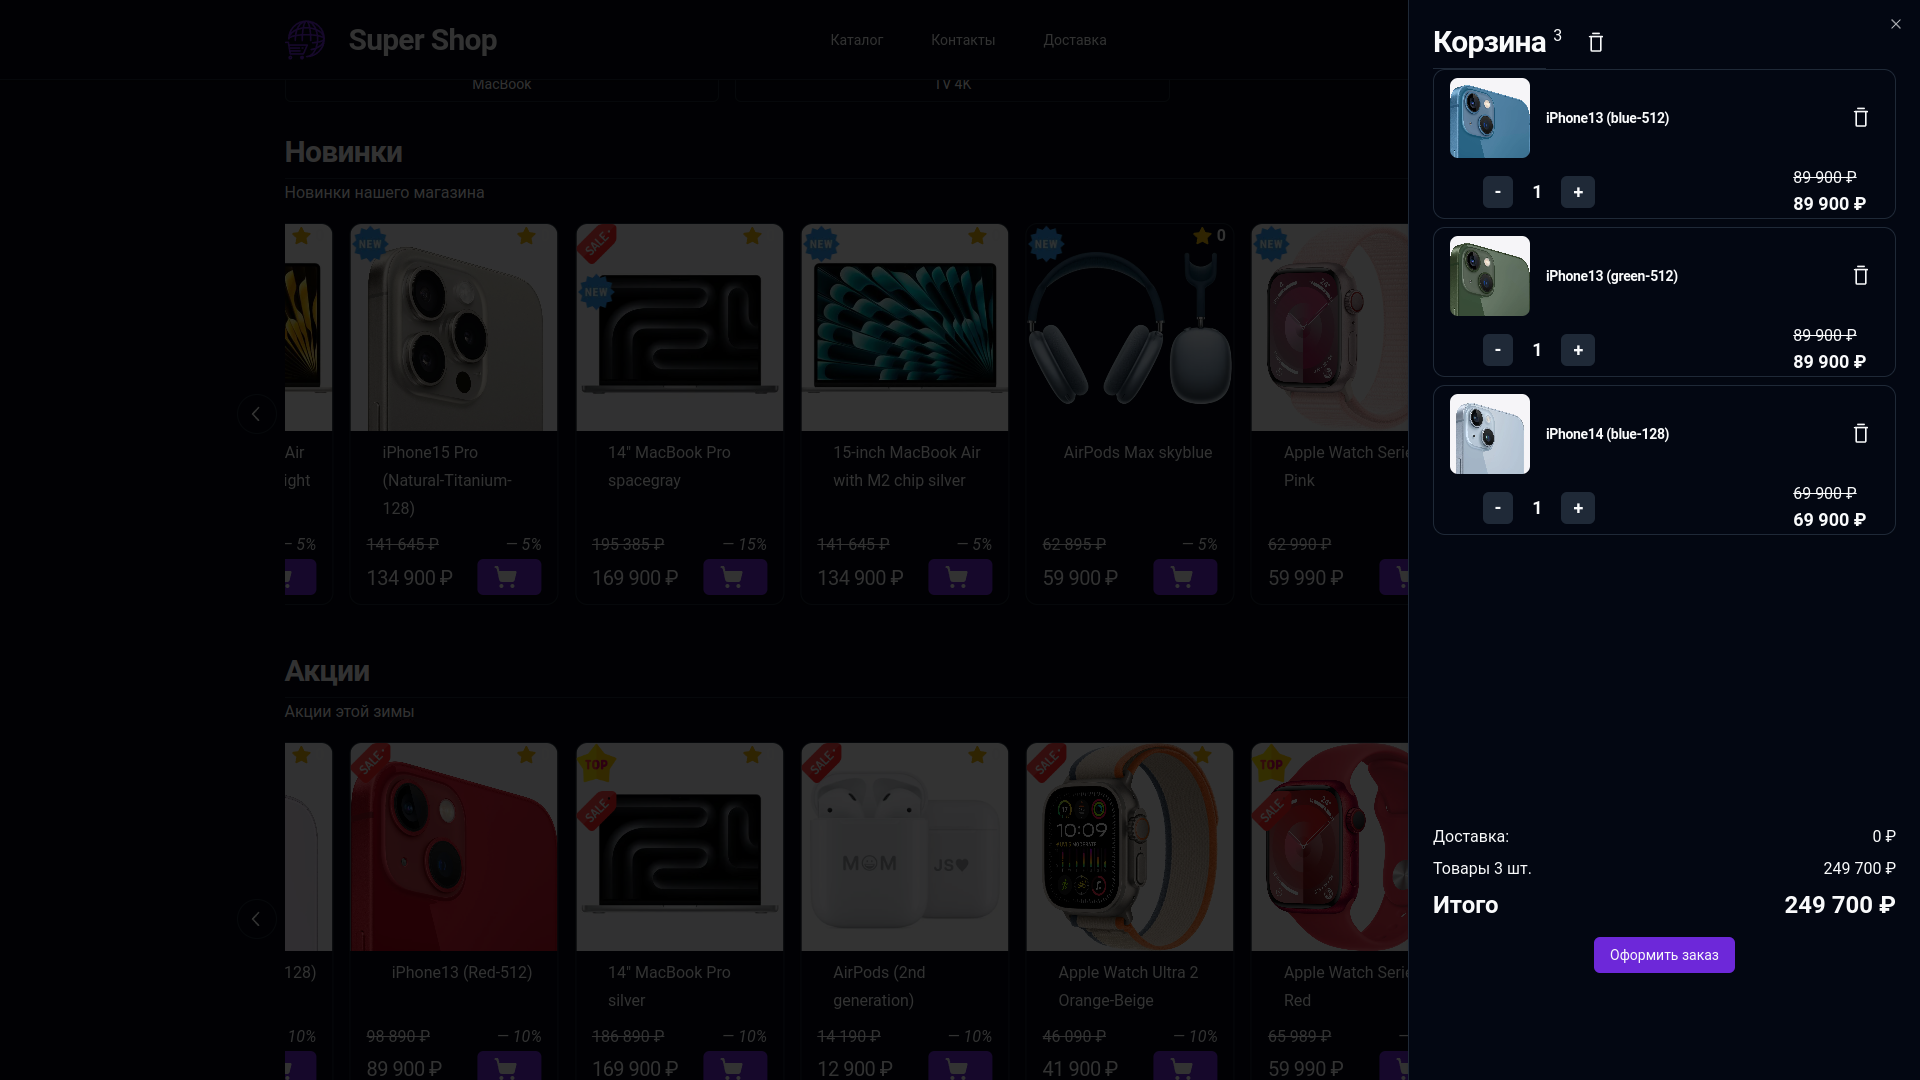 Super Shop
Каталог
Контакты
Доставка
MacBook
TV 4K
Новинки
Новинки нашего магазина
NEW
SALE
NEW
NEW
NEW
0
NEW
Air
ight
— 5%
iPhone15 Pro
(Natural-Titanium-
128)
141 645 ₽
— 5%
134 900 ₽
14" MacBook Pro
spacegray
195 385 ₽
— 15%
169 900 ₽
15-inch MacBook Air
with M2 chip silver
141 645 ₽
— 5%
134 900 ₽
AirPods Max skyblue
62 895 ₽
— 5%
59 900 ₽
Apple Watch Serie
Pink
62 990 ₽
59 990 ₽
Акции
Акции этой зимы
SALE
TOP
SALE
SALE
M M
JS
SALE
10:09
TOP
SALE
128)
10%
iPhone13 (Red-512)
98 890 ₽
— 10%
89 900 ₽
14" MacBook Pro
silver
186 890 ₽
— 10%
169 900 ₽
AirPods (2nd
generation)
14 190 ₽
— 10%
12 900 ₽
Apple Watch Ultra 2
Orange-Beige
46 090 ₽
— 10%
41 900 ₽
Apple Watch Serie
Red
65 989 ₽
59 990 ₽
Корзина 3
iPhone13 (blue-512)
- 1 +
89 900 ₽
89 900 ₽
iPhone13 (green-512)
- 1 +
89 900 ₽
89 900 ₽
iPhone14 (blue-128)
- 1 +
69 900 ₽
69 900 ₽
Доставка: 0 ₽
Товары 3 шт. 249 700 ₽
Итого 249 700 ₽
Оформить заказ